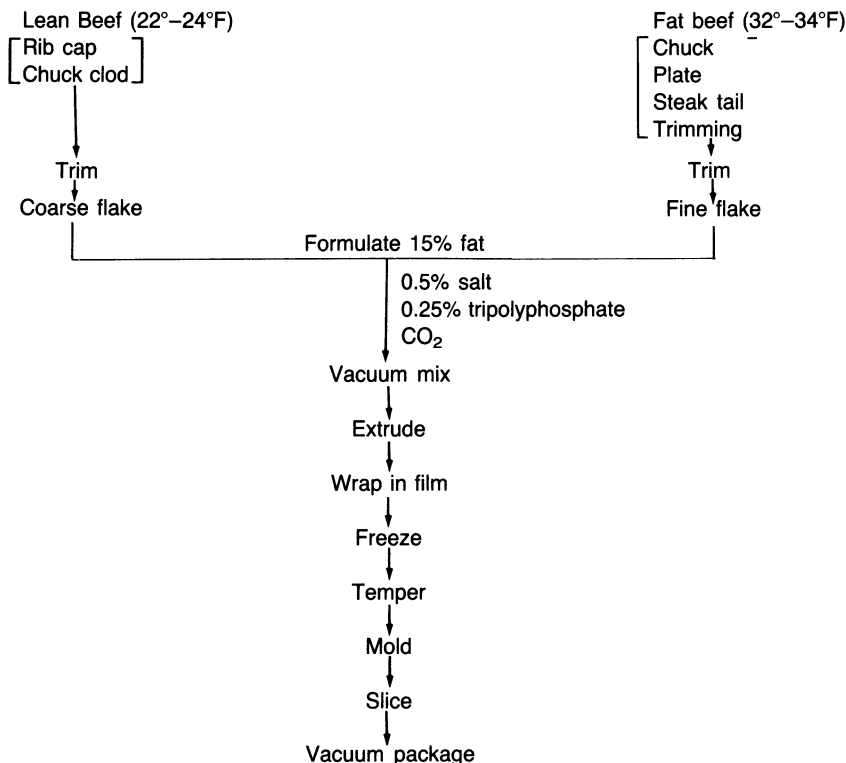 Lean Beef (22°–24°F)
Rib cap
Chuck clod
Trim
Coarse flake
Fat beef (32°–34°F)
Chuck
Plate
Steak tail
Trimming
Trim
Fine flake
Formulate 15% fat
0.5% salt
0.25% tripolyphosphate
CO₂
Vacuum mix
Extrude
Wrap in film
Freeze
Temper
Mold
Slice
Vacuum package